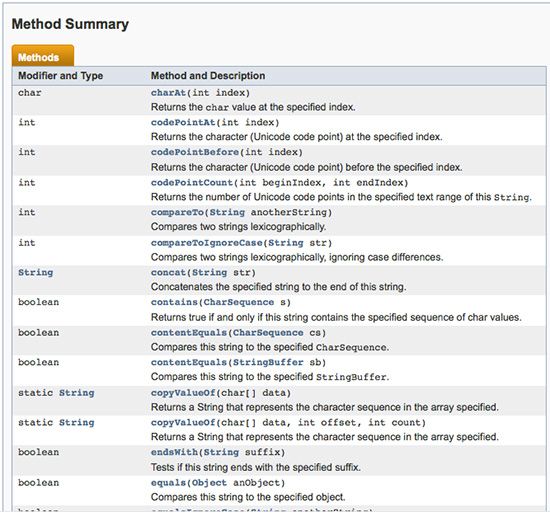 Method Summary
Methods
Modifier and Type Method and Description
char charAt(int index)
Returns the char value at the specified index.
int codePointAt(int index)
Returns the character (Unicode code point) at the specified index.
int codePointBefore(int index)
Returns the character (Unicode code point) before the specified index.
int codePointCount(int beginIndex, int endIndex)
Returns the number of Unicode code points in the specified text range of this String.
int compareTo(String anotherString)
Compares two strings lexicographically.
int compareToIgnoreCase(String str)
Compares two strings lexicographically, ignoring case differences.
String concat(String str)
Concatenates the specified string to the end of this string.
boolean contains(CharSequence s)
Returns true if and only if this string contains the specified sequence of char values.
boolean contentEquals(CharSequence cs)
Compares this string to the specified CharSequence.
boolean contentEquals(StringBuffer sb)
Compares this string to the specified StringBuffer.
static String copyValueOf(char[] data)
Returns a String that represents the character sequence in the array specified.
static String copyValueOf(char[] data, int offset, int count)
Returns a String that represents the character sequence in the array specified.
boolean endsWith(String suffix)
Tests if this string ends with the specified suffix.
boolean equals(Object anObject)
Compares this string to the specified object.